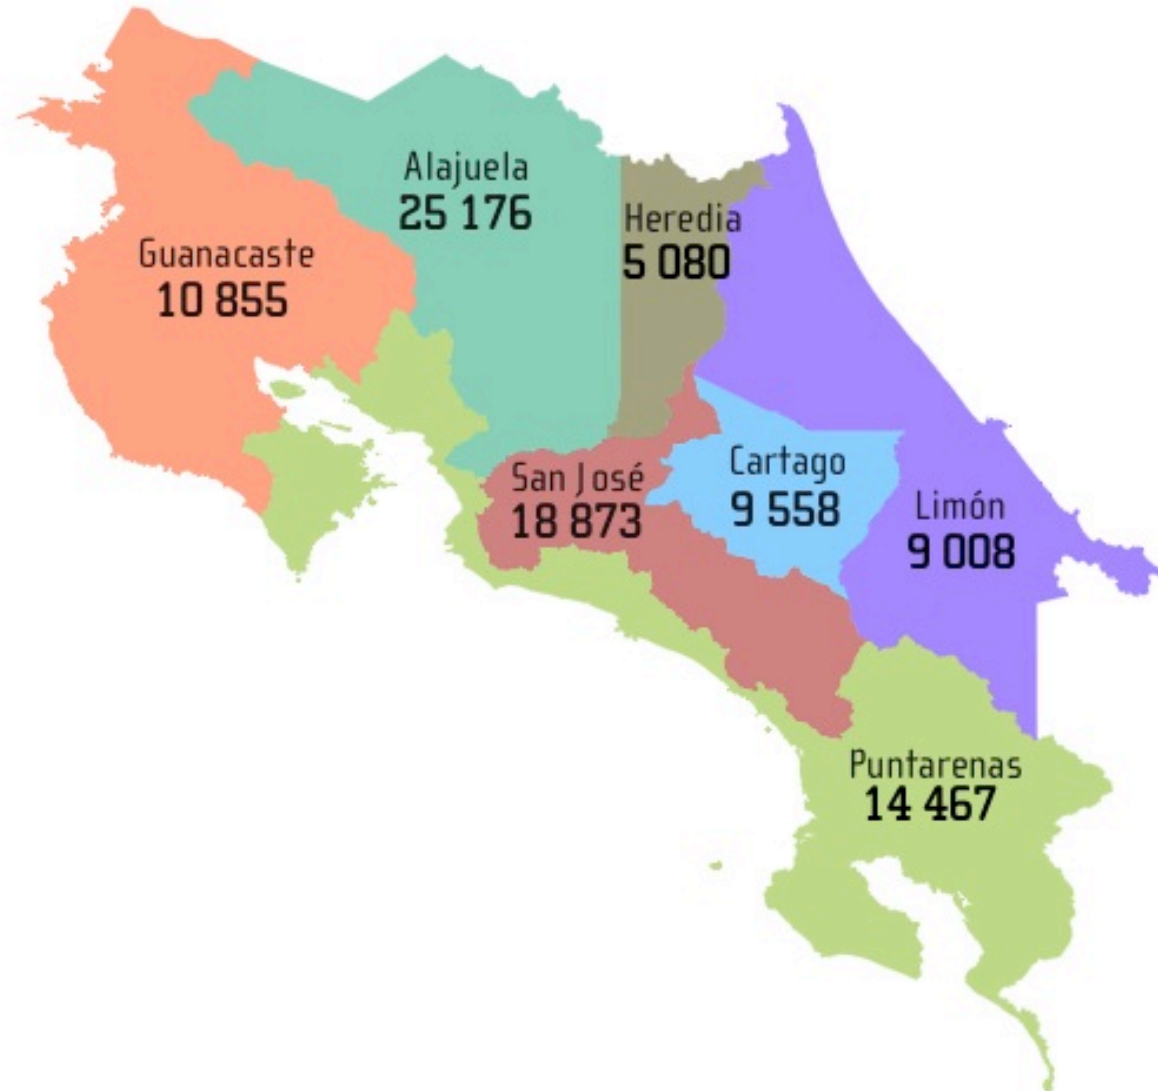 Alajuela
25 176
Heredia
5 080
Guanacaste
10 855
Cartago
9 558
San José
18 873
Limón
9 008
Puntarenas
14 467